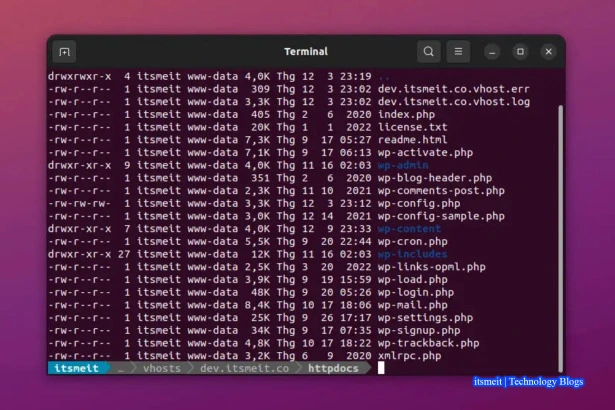 Terminal
drwxrwxr-x 4 itsmeit www-data 4,0K Thg 12 3 23:19 ..
-rw-r--r-- 1 itsmeit www-data 309 Thg 12 3 23:02 dev.itsmeit.co.vhost.err
-rw-r--r-- 1 itsmeit www-data 3,3K Thg 12 3 23:02 dev.itsmeit.co.vhost.log
-rw-r--r-- 1 itsmeit www-data 405 Thg 2 6 2020 index.php
-rw-r--r-- 1 itsmeit www-data 20K Thg 1 1 2022 license.txt
-rw-r--r-- 1 itsmeit www-data 7,3K Thg 9 17 05:27 readme.html
-rw-r--r-- 1 itsmeit www-data 7,1K Thg 9 17 06:13 wp-activate.php
drwxr-xr-x 9 itsmeit www-data 4,0K Thg 11 16 02:03 wp-admin
-rw-r--r-- 1 itsmeit www-data 351 Thg 2 6 2020 wp-blog-header.php
-rw-r--r-- 1 itsmeit www-data 2,3K Thg 11 10 2021 wp-comments-post.php
-rw-rw-rw- 1 itsmeit www-data 3,3K Thg 12 3 23:12 wp-config.php
-rw-r--r-- 1 itsmeit www-data 3,0K Thg 12 14 2021 wp-config-sample.php
drwxr-xr-x 7 itsmeit www-data 4,0K Thg 12 9 23:33 wp-content
-rw-r--r-- 1 itsmeit www-data 5,5K Thg 9 20 22:44 wp-cron.php
drwxr-xr-x 27 itsmeit www-data 12K Thg 11 16 02:03 wp-includes
-rw-r--r-- 1 itsmeit www-data 2,5K Thg 3 20 2022 wp-links-opml.php
-rw-r--r-- 1 itsmeit www-data 3,9K Thg 9 19 15:59 wp-load.php
-rw-r--r-- 1 itsmeit www-data 48K Thg 9 20 05:26 wp-login.php
-rw-r--r-- 1 itsmeit www-data 8,4K Thg 10 17 18:06 wp-mail.php
-rw-r--r-- 1 itsmeit www-data 25K Thg 9 26 17:17 wp-settings.php
-rw-r--r-- 1 itsmeit www-data 34K Thg 9 17 07:35 wp-signup.php
-rw-r--r-- 1 itsmeit www-data 4,8K Thg 10 17 18:22 wp-trackback.php
-rw-r--r-- 1 itsmeit www-data 3,2K Thg 6 9 2020 xmlrpc.php
itsmeit … vhosts dev.itsmeit.co httpdocs
itsmeit | Technology Blogs